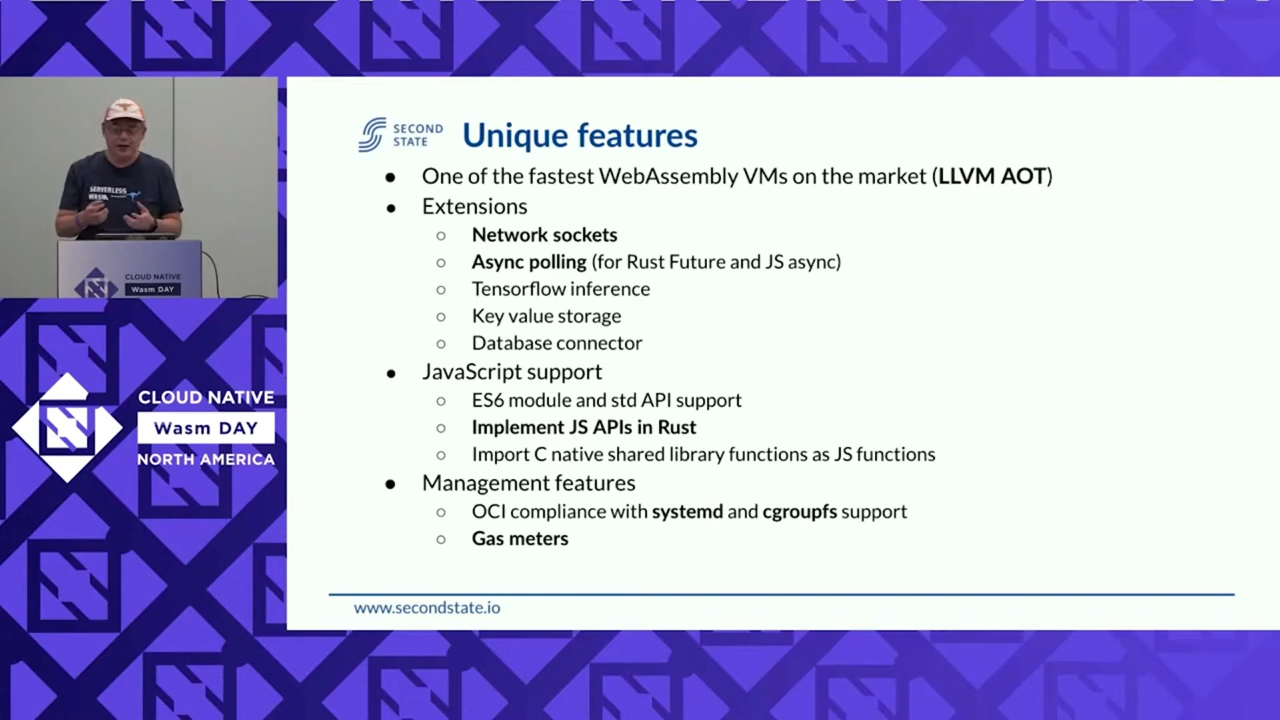 SECOND
STATE
Unique features
● One of the fastest WebAssembly VMs on the market (LLVM AOT)
● Extensions
○ Network sockets
○ Async polling (for Rust Future and JS async)
○ Tensorflow inference
○ Key value storage
○ Database connector
● JavaScript support
○ ES6 module and std API support
○ Implement JS APIs in Rust
○ Import C native shared library functions as JS functions
● Management features
○ OCI compliance with systemd and cgroupfs support
○ Gas meters
www.secondstate.io
SERVERLESS
WASM
CLOUD NATIVE
Wasm DAY
CLOUD NATIVE
Wasm DAY
NORTH AMERICA